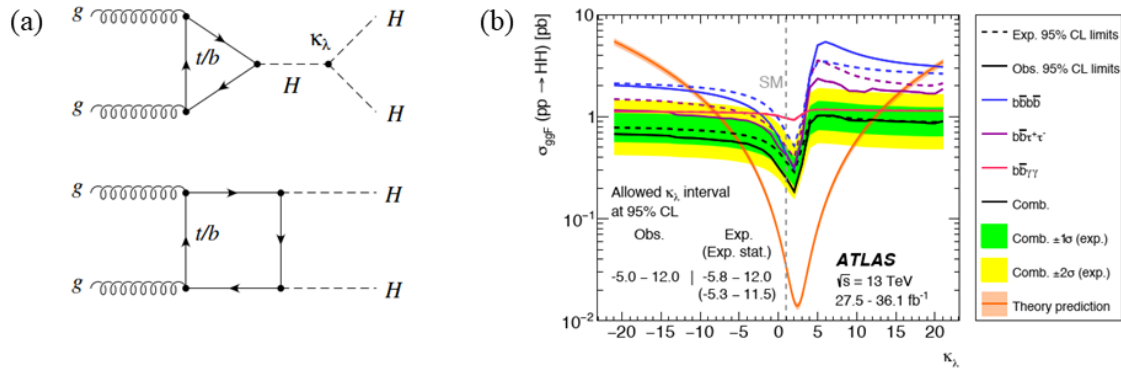 (a)
g
t/b
g
H
κλ
H
H
g
t/b
g
H
H
(b)
σggF (pp → HH) [pb]
10
1
10⁻¹
10⁻²
SM
Allowed κλ interval
at 95% CL
Obs. Exp.
(Exp. stat.)
-5.0 − 12.0 | -5.8 − 12.0
(-5.3 − 11.5)
ATLAS
√s = 13 TeV
27.5 - 36.1 fb⁻¹
−20 −15 −10 −5 0 5 10 15 20
κλ
Exp. 95% CL limits
Obs. 95% CL limits
bb̅bb̅
bb̅τ⁺τ⁻
bb̅γγ
Comb.
Comb. ±1σ (exp.)
Comb. ±2σ (exp.)
Theory prediction